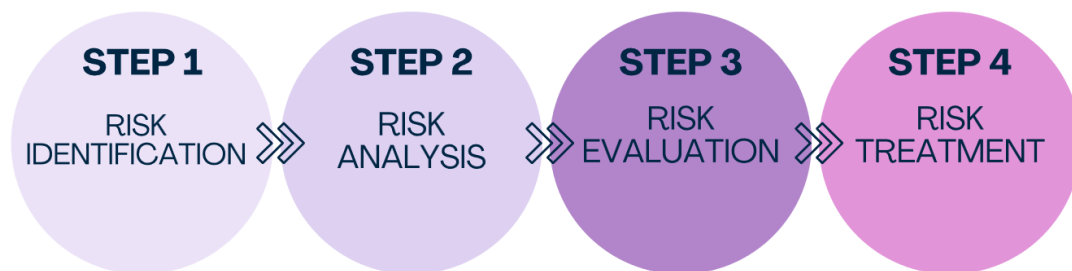 STEP 1
RISK
IDENTIFICATION
STEP 2
RISK
ANALYSIS
STEP 3
RISK
EVALUATION
STEP 4
RISK
TREATMENT